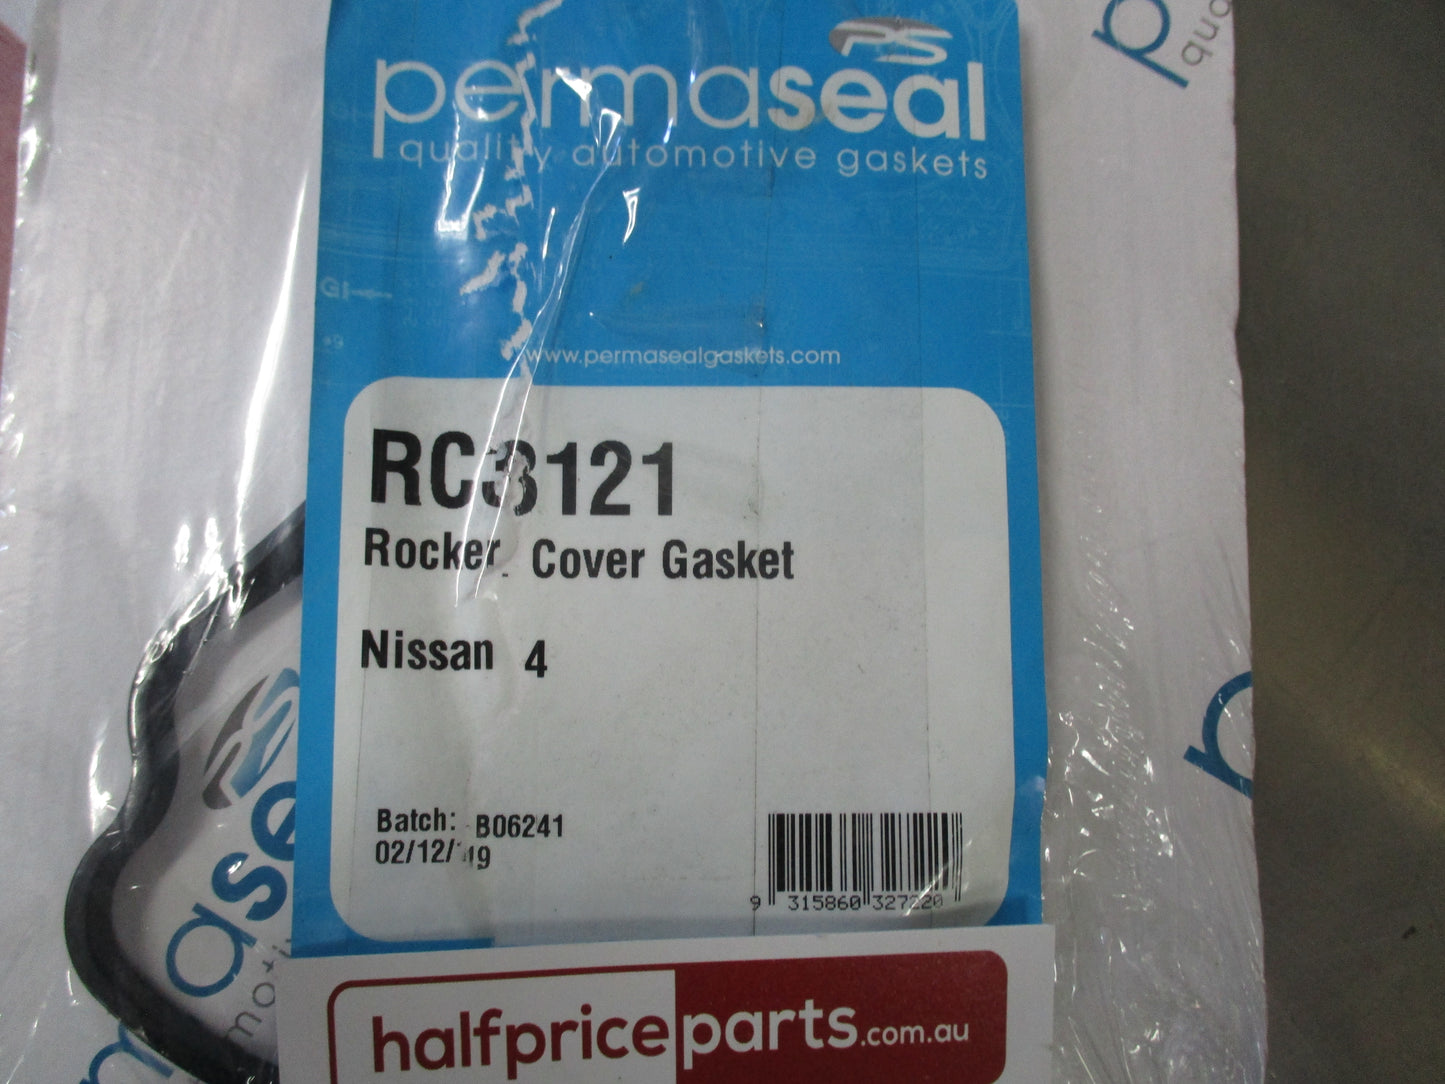 PS
permaseal
quality automotive gaskets
GI
www.permasealgaskets.com
RC3121
Rocker Cover Gasket
Nissan 4
Batch: B06241
02/12/19
9 315860 327220
halfpriceparts.com.au